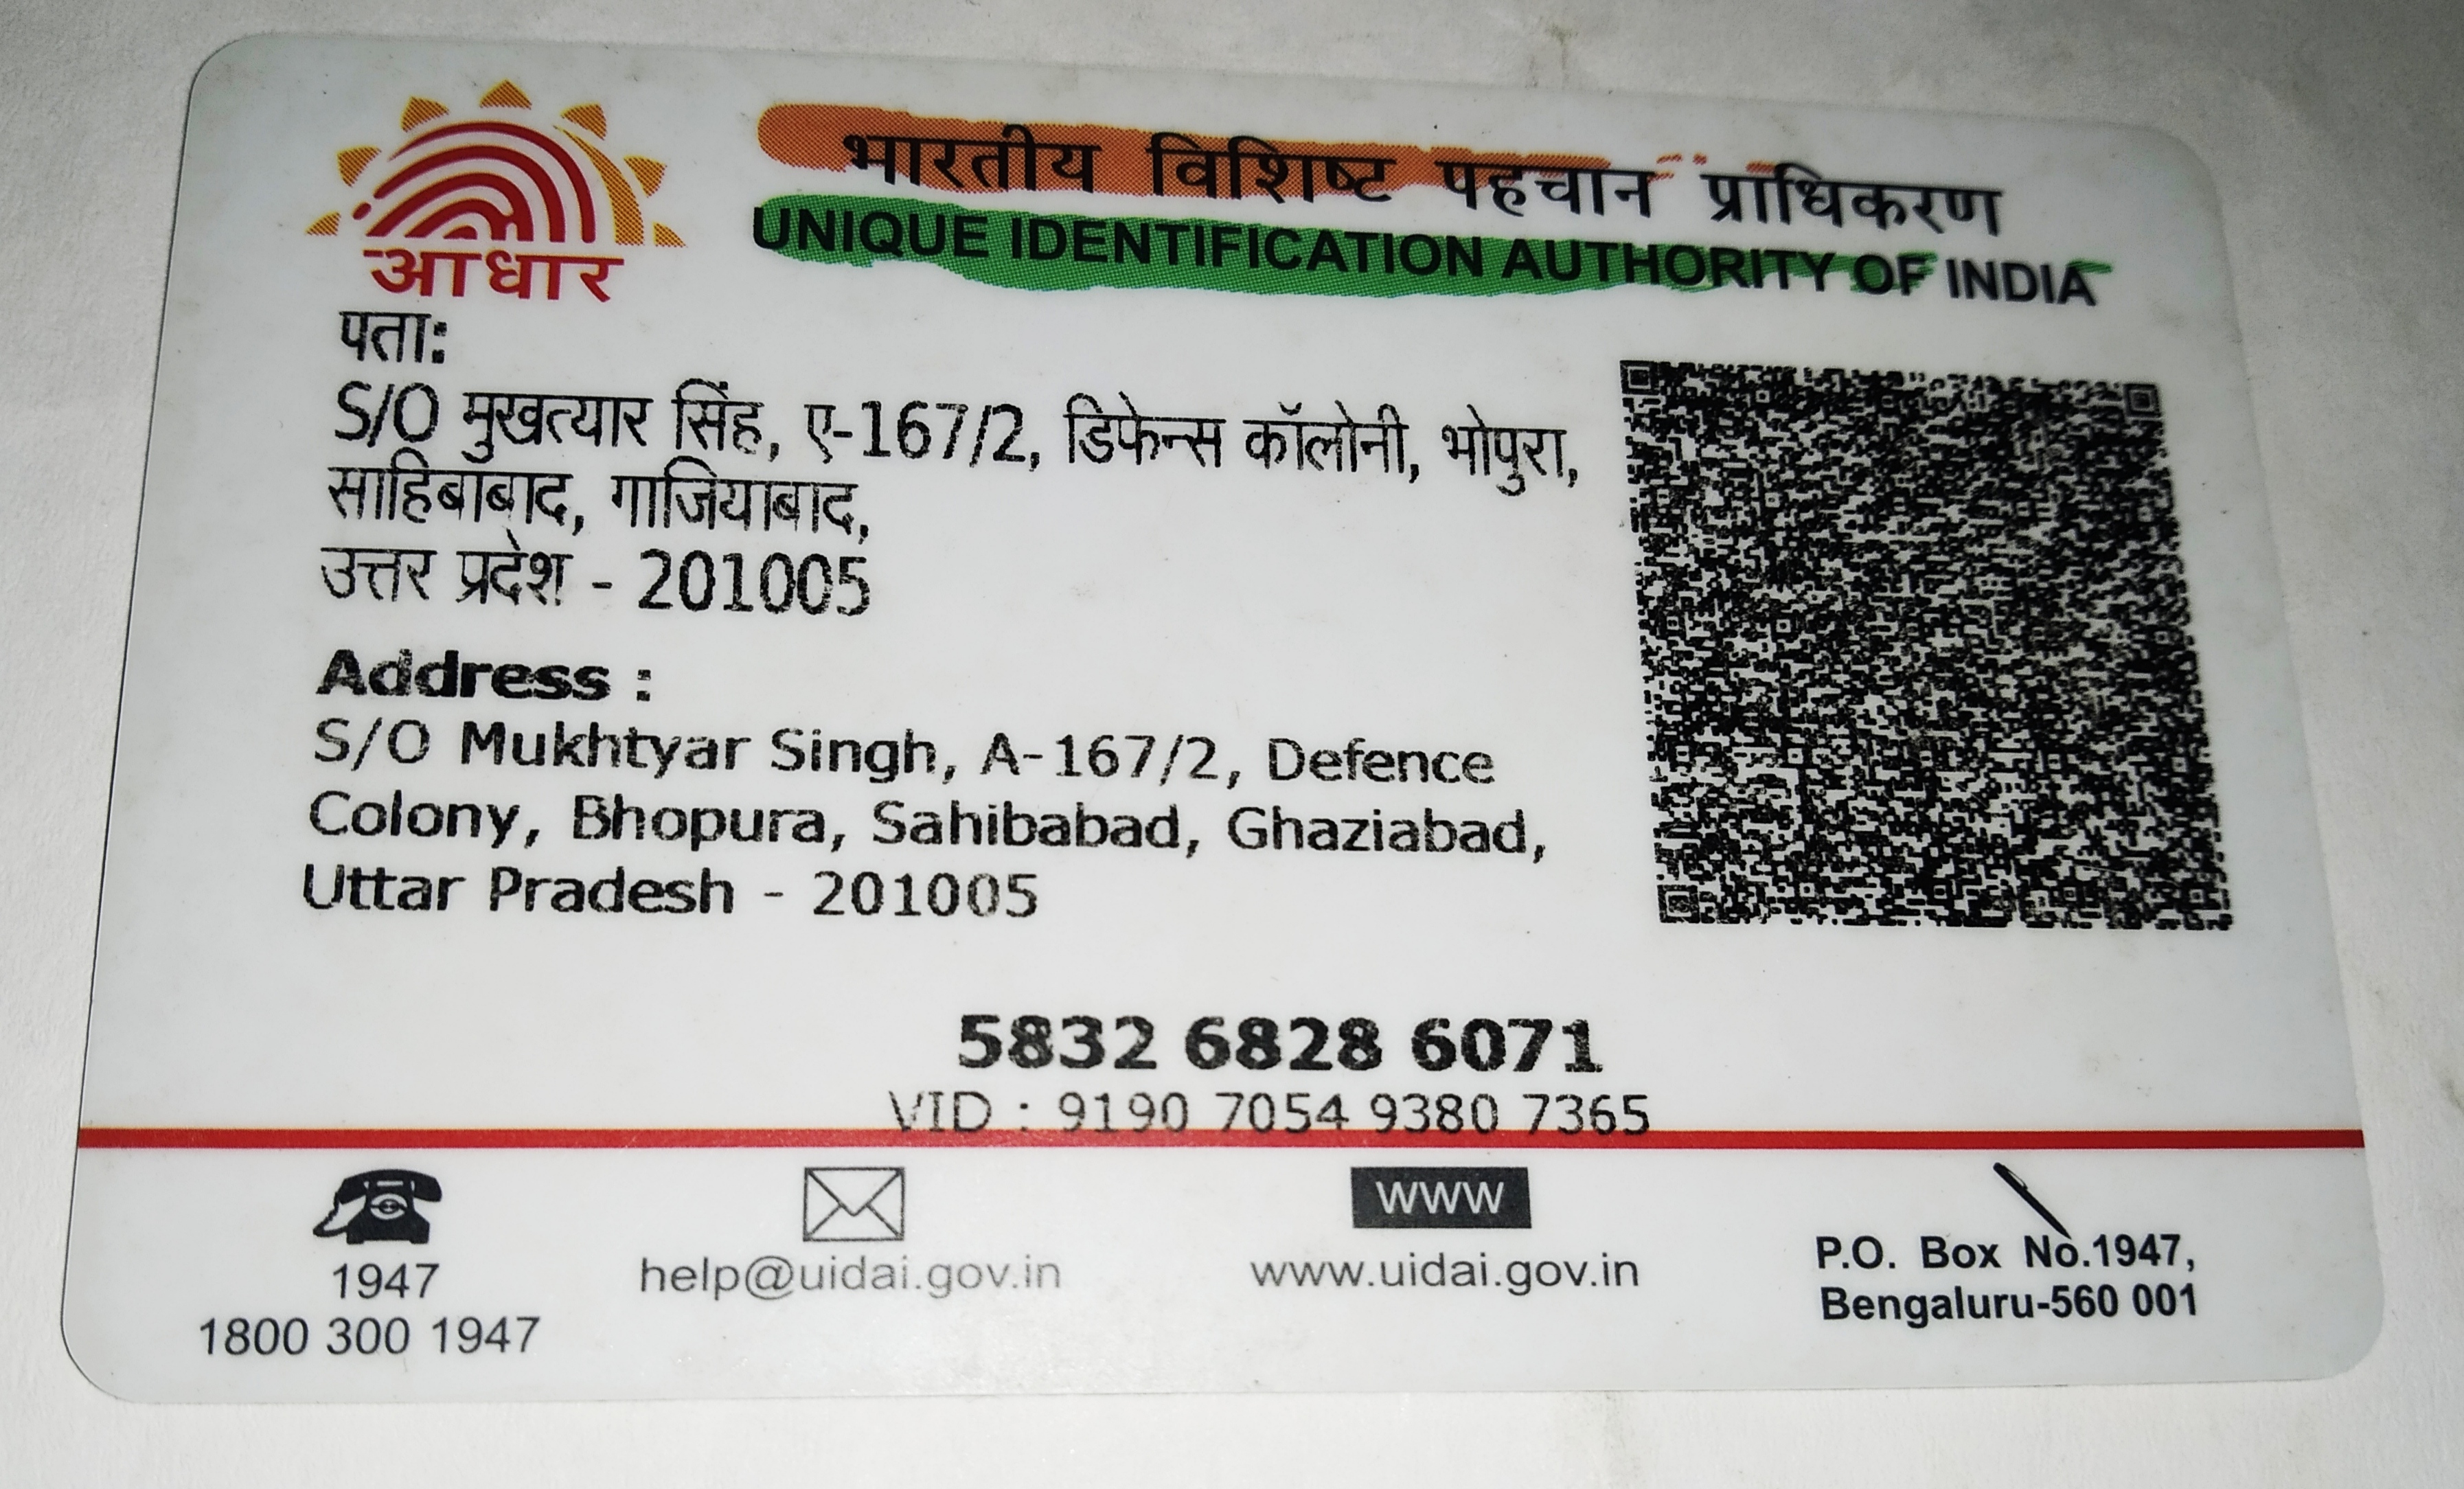 आधार
भारतीय विशिष्ट पहचान प्राधिकरण
UNIQUE IDENTIFICATION AUTHORITY OF INDIA
पता:
S/O मुखत्यार सिंह, ए-167/2, डिफेन्स कॉलोनी, भोपुरा,
साहिबाबाद, गाजियाबाद,
उत्तर प्रदेश - 201005
Address :
S/O Mukhtyar Singh, A-167/2, Defence
Colony, Bhopura, Sahibabad, Ghaziabad,
Uttar Pradesh - 201005
5832 6828 6071
VID : 9190 7054 9380 7365
1947
1800 300 1947
help@uidai.gov.in
WWW
www.uidai.gov.in
P.O. Box No.1947,
Bengaluru-560 001